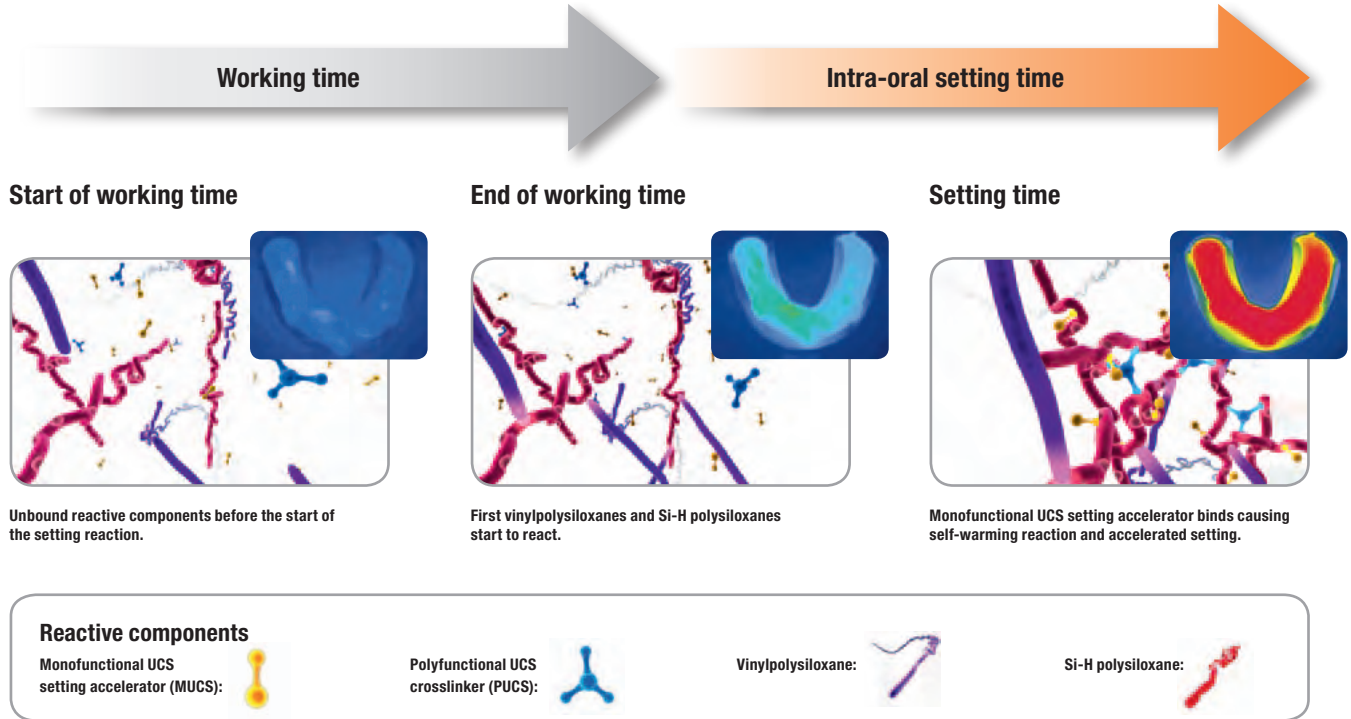 Working time
Intra-oral setting time
Start of working time
End of working time
Setting time
Unbound reactive components before the start of
the setting reaction.
First vinylpolysiloxanes and Si-H polysiloxanes
start to react.
Monofunctional UCS setting accelerator binds causing
self-warming reaction and accelerated setting.
Reactive components
Monofunctional UCS
setting accelerator (MUCS):
Polyfunctional UCS
crosslinker (PUCS):
Vinylpolysiloxane:
Si-H polysiloxane: